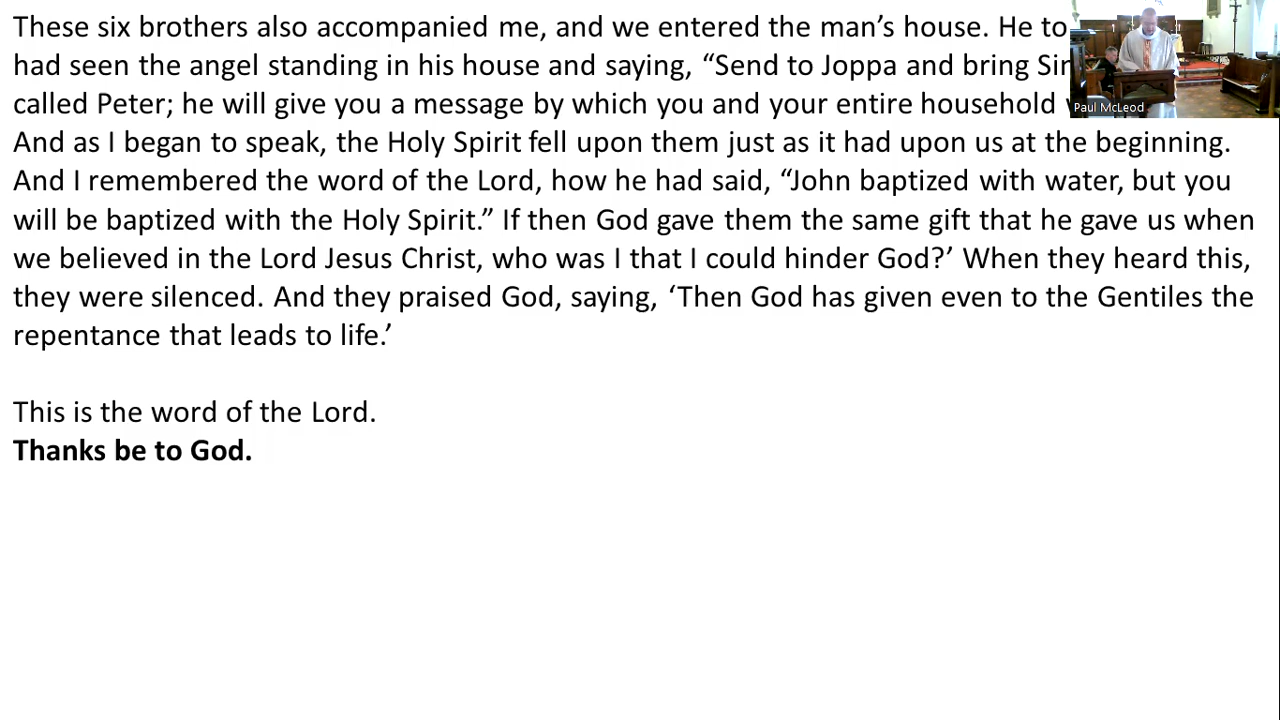 These six brothers also accompanied me, and we entered the man’s house. He
had seen the angel standing in his house and saying, “Send to Joppa and bring
called Peter; he will give you a message by which you and your entire household
Paul McLeod
And as I began to speak, the Holy Spirit fell upon them just as it had upon us at the beginning.
And I remembered the word of the Lord, how he had said, “John baptized with water, but you
will be baptized with the Holy Spirit.” If then God gave them the same gift that he gave us when
we believed in the Lord Jesus Christ, who was I that I could hinder God?’ When they heard this,
they were silenced. And they praised God, saying, ‘Then God has given even to the Gentiles the
repentance that leads to life.’
This is the word of the Lord.
Thanks be to God.